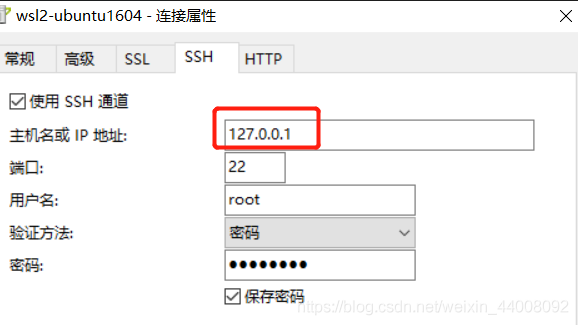 wsl2-ubuntu1604 - 连接属性
常规 高级 SSL SSH HTTP
使用 SSH 通道
主机名或 IP 地址: 127.0.0.1
端口: 22
用户名: root
验证方法: 密码
密码: ●●●●●●●●
保存密码
https://blog.csdn.net/weixin_44008092